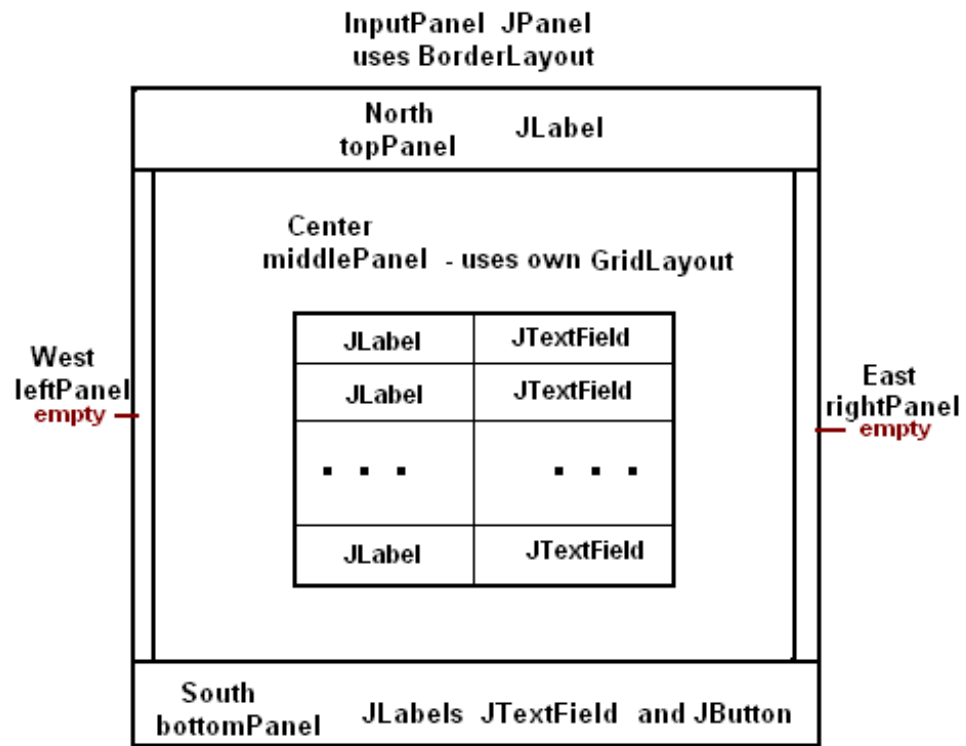 InputPanel JPanel
uses BorderLayout
North
topPanel JLabel
Center
middlePanel - uses own GridLayout
JLabel JTextField
JLabel JTextField
. . . . . .
JLabel JTextField
West
leftPanel
empty
East
rightPanel
empty
South
bottomPanel JLabels JTextField and JButton